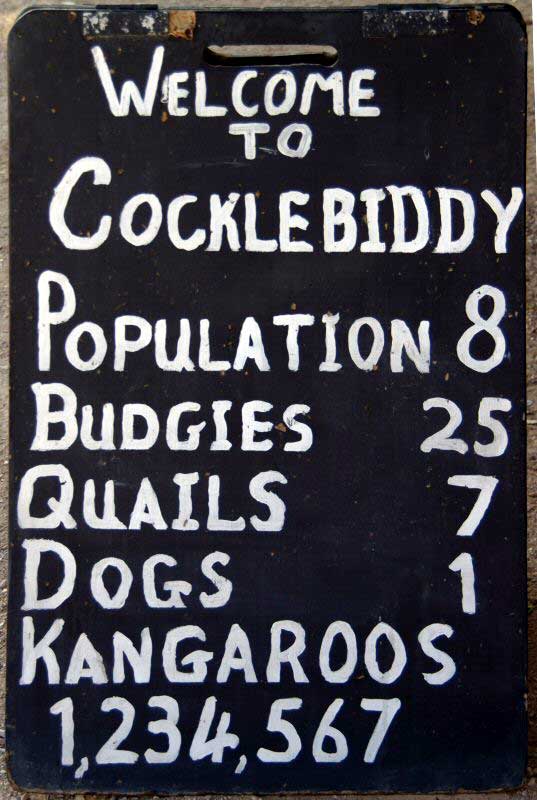 WELCOME
TO
COCKLEBIDDY
POPULATION 8
BUDGIES 25
QUAILS 7
DOGS 1
KANGAROOS
1,234,567